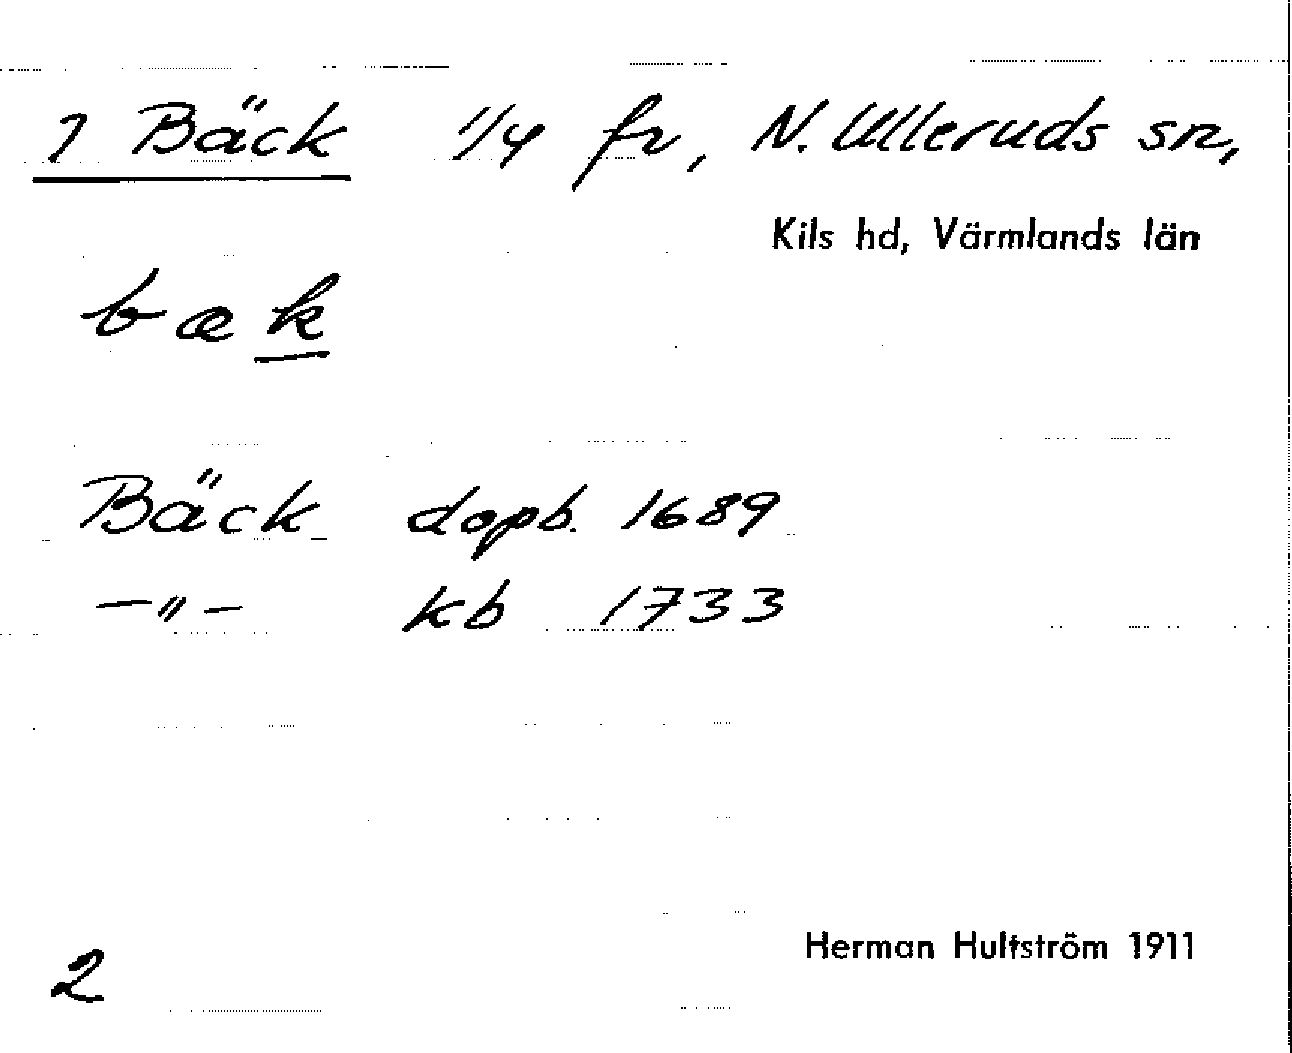 1 Bäck 1/4 fr, N. Ulleruds sn,
Kils hd, Värmlands län
bæk
Bäck dopb. 1689
—"— kb 1733
2
Herman Hultström 1911